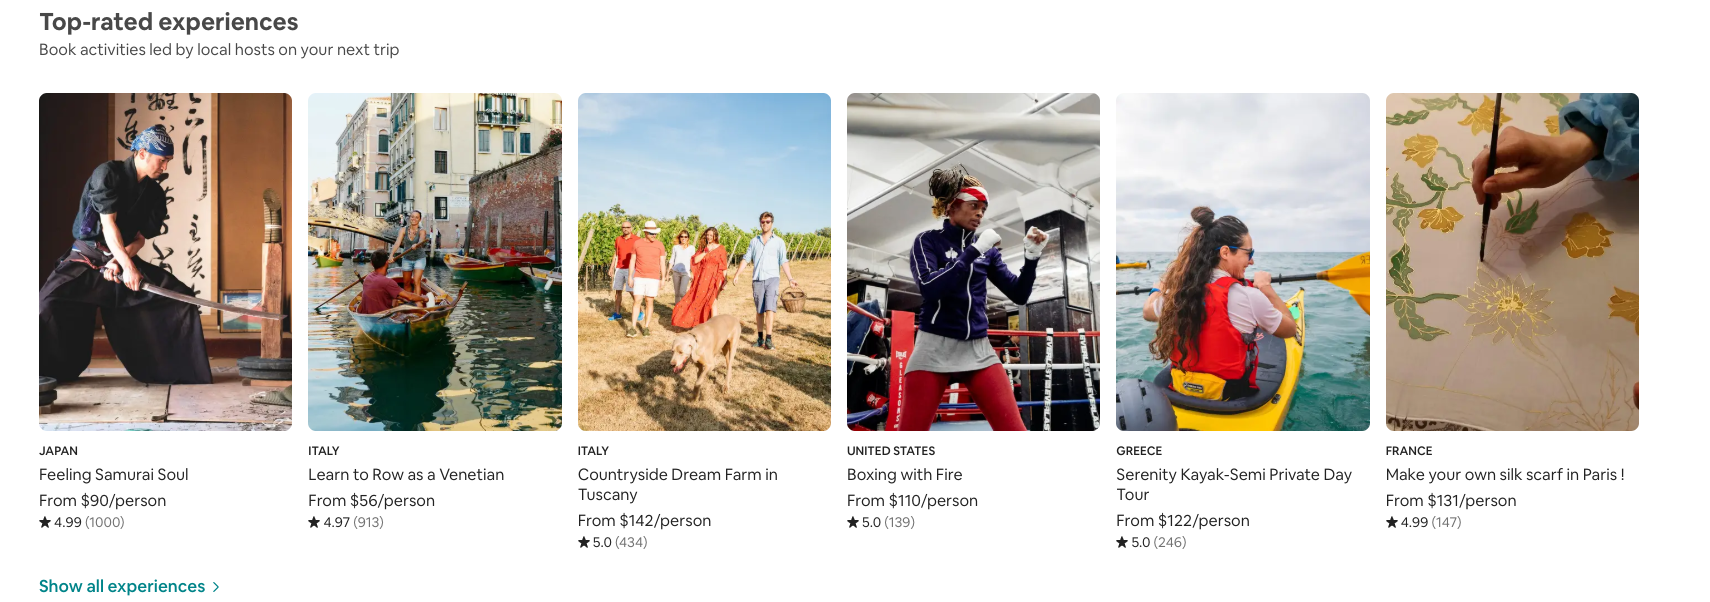 Top-rated experiences
Book activities led by local hosts on your next trip
GLEASONS
JAPAN
Feeling Samurai Soul
From $90/person
★ 4.99 (1000)
ITALY
Learn to Row as a Venetian
From $56/person
★ 4.97 (913)
ITALY
Countryside Dream Farm in
Tuscany
From $142/person
★ 5.0 (434)
UNITED STATES
Boxing with Fire
From $110/person
★ 5.0 (139)
GREECE
Serenity Kayak-Semi Private Day
Tour
From $122/person
★ 5.0 (246)
FRANCE
Make your own silk scarf in Paris !
From $131/person
★ 4.99 (147)
Show all experiences >